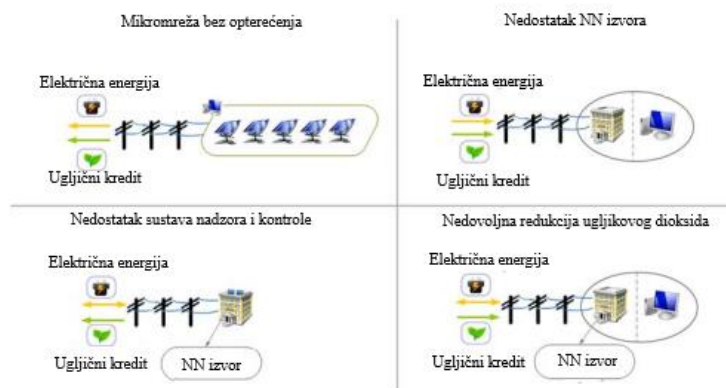 Mikromreža bez opterećenja
Električna energija
Ugljični kredit
Nedostatak NN izvora
Električna energija
Ugljični kredit
Nedostatak sustava nadzora i kontrole
Električna energija
Ugljični kredit
NN izvor
Nedovoljna redukcija ugljikovog dioksida
Električna energija
Ugljični kredit
NN izvor